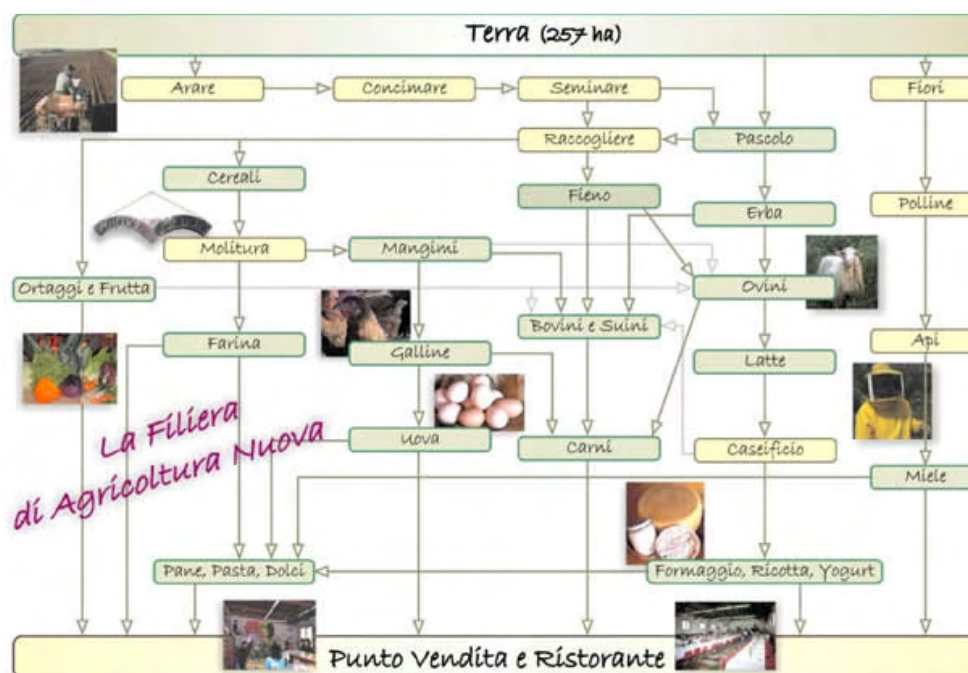 Terra (257 ha)
Arare
Concimare
Seminare
Fiori
Raccogliere
Pascolo
Cereali
Fieno
Erba
Polline
Molitura
Mangimi
Ortaggi e Frutta
Ovini
Bovini e Suini
Farina
Galline
Latte
Api
La Filiera
di Agricoltura Nuova
Uova
Carni
Caseificio
Miele
Pane, Pasta, Dolci
Formaggio, Ricotta, Yogurt
Punto Vendita e Ristorante